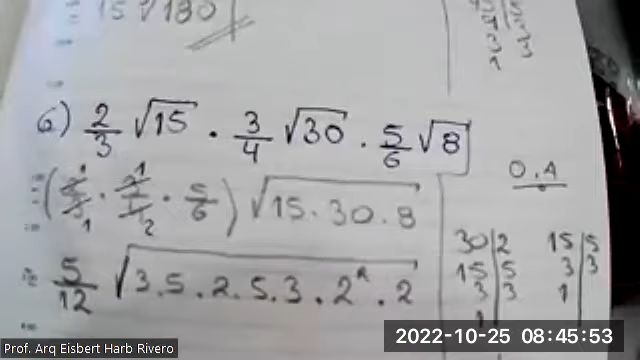 15√180
6) 2/3 √15 · 3/4 √30 · 5/6 √8
= (2/3 · 3/4 · 5/6) √15.30.8
5/12 √3.5.2.5.3.2².2
O.A
30|2 15|5
15|5 3|3
3|3 1
1
Prof. Arq Eisbert Harb Rivero
2022-10-25 08:45:53